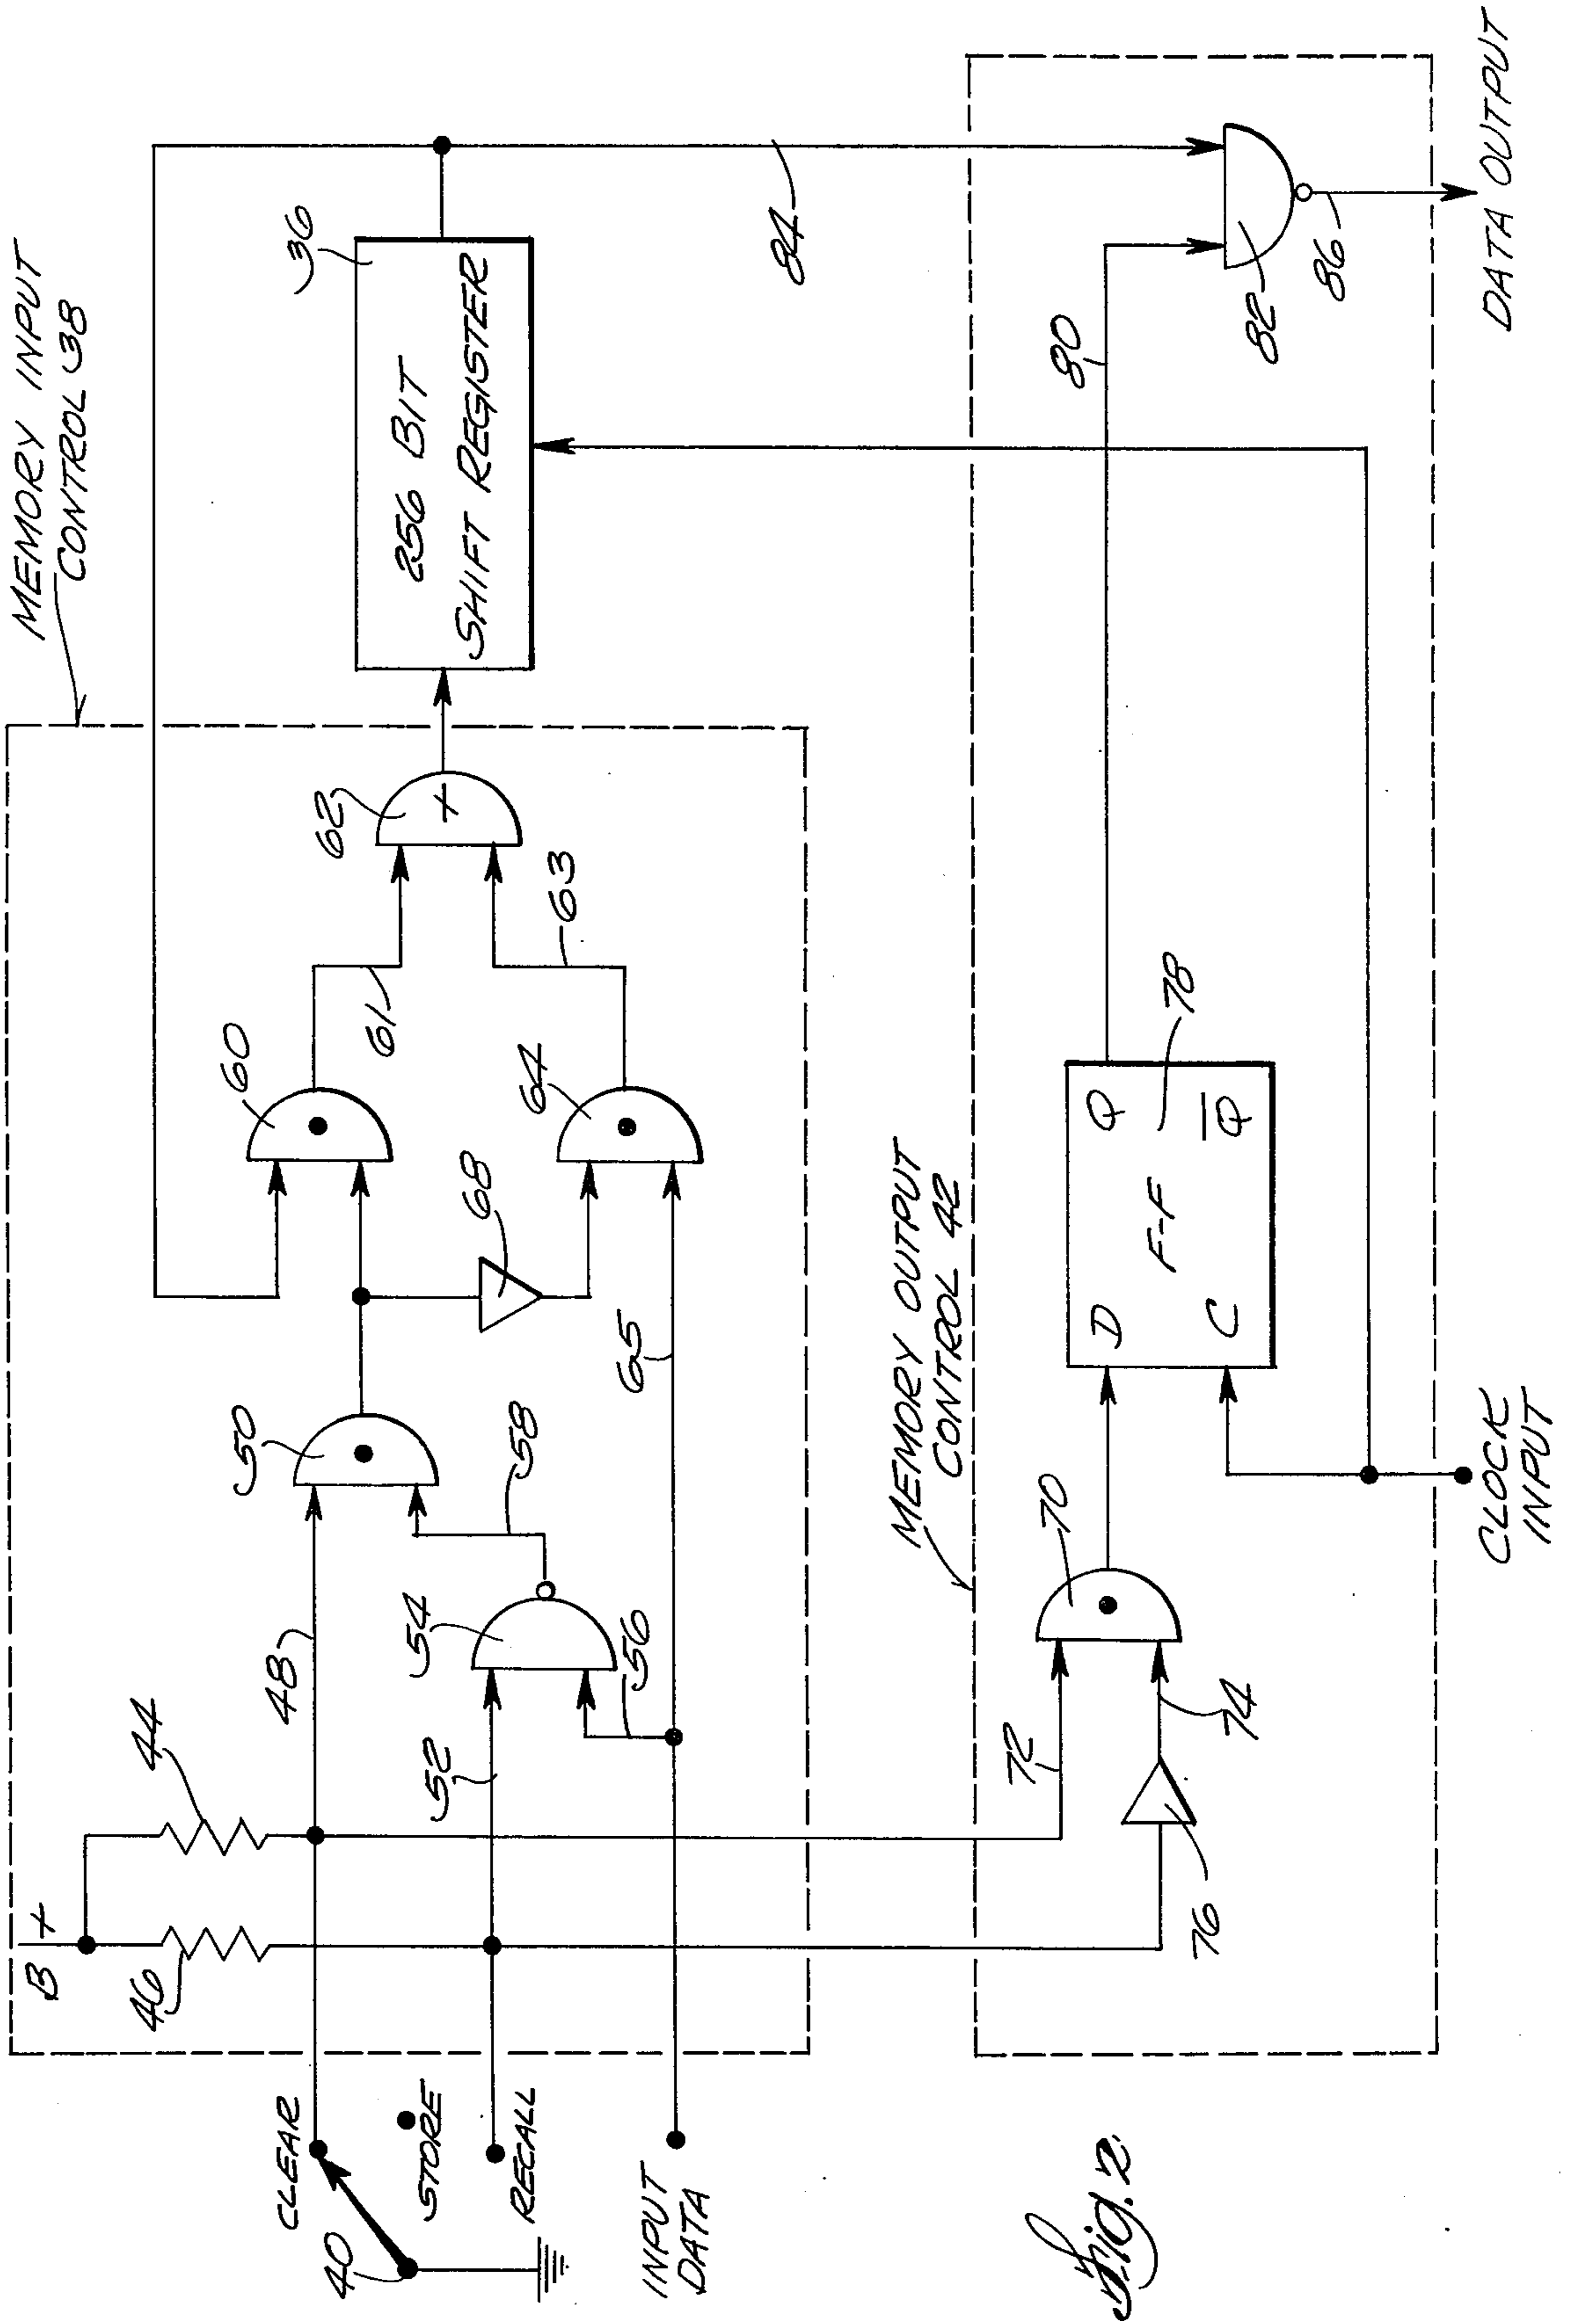 MEMORY INPUT
CONTROL 38
B +
44
46
48
50
52
54
56
58
60
61
62
63
64
65
68
36
256 BIT
SHIFT REGISTER
CLEAR
STORE
RECALL
40
INPUT
DATA
MEMORY OUTPUT
CONTROL 42
70
72
74
76
D
Q
F-F
C
Q̅
78
80
82
84
86
CLOCK
INPUT
DATA OUTPUT
Fig. 2